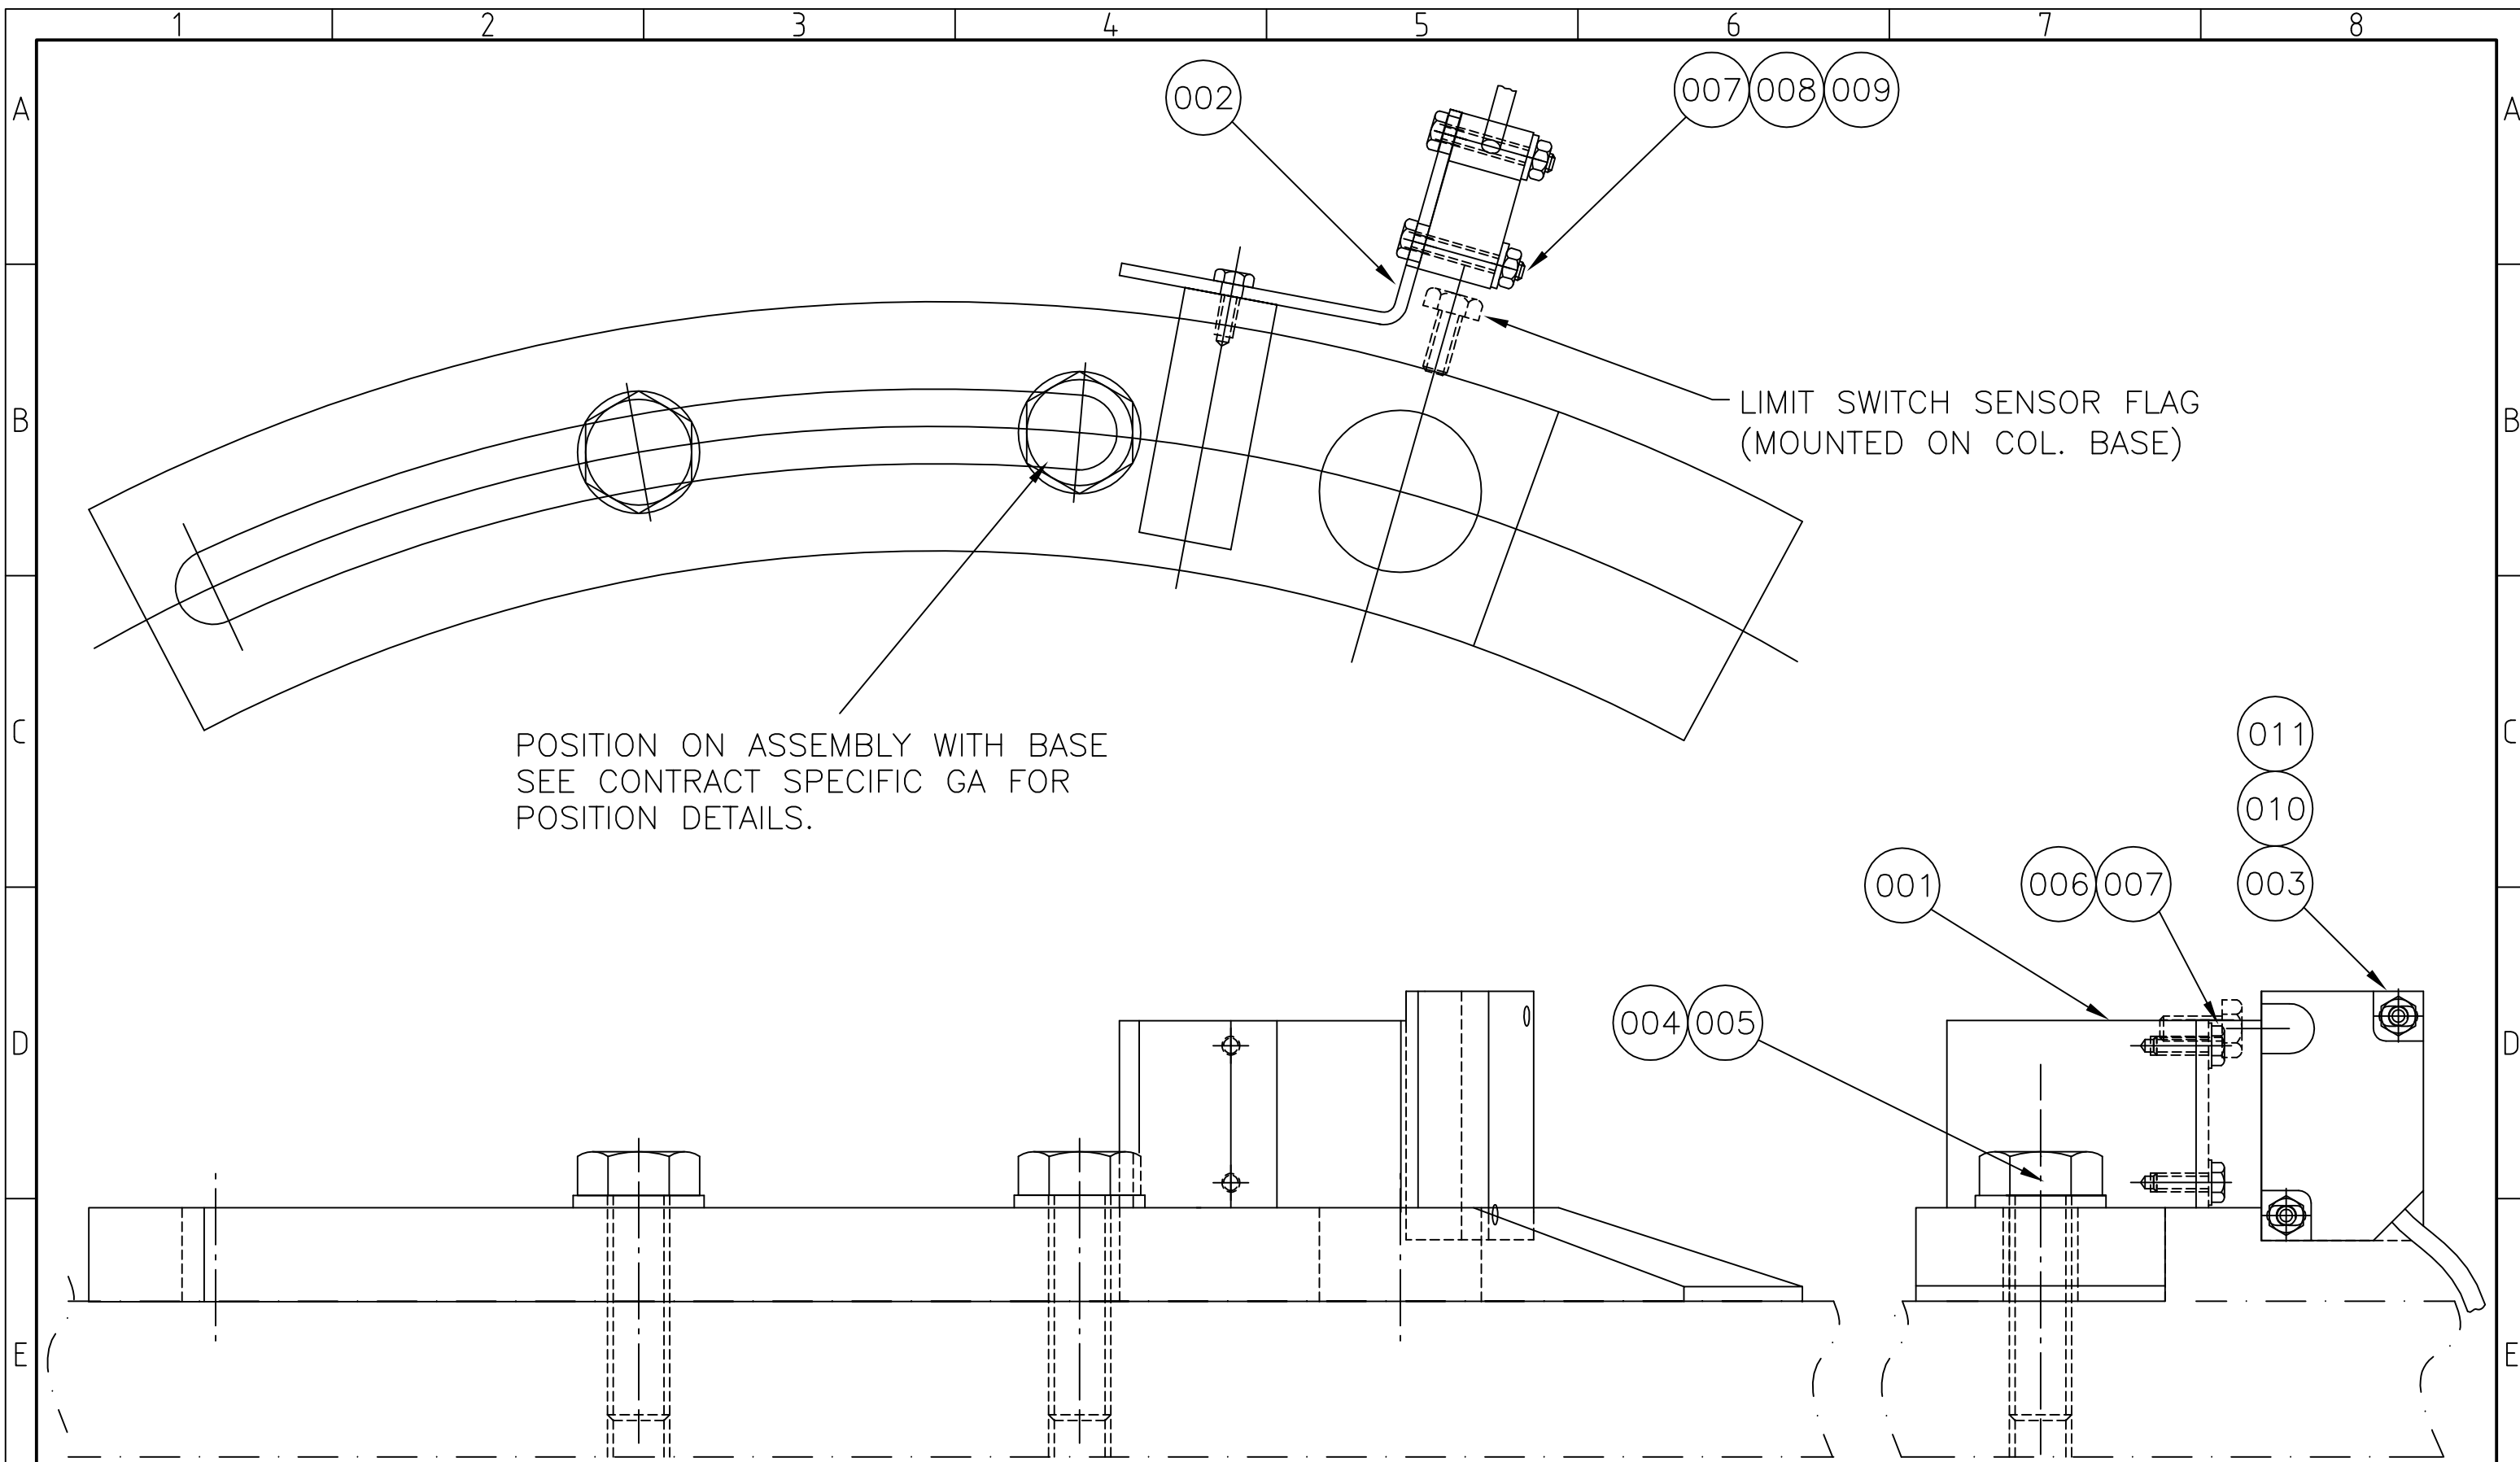 1 2 3 4 5 6 7 8
A A
002 007 008 009
B B
LIMIT SWITCH SENSOR FLAG
(MOUNTED ON COL. BASE)
C C
POSITION ON ASSEMBLY WITH BASE
SEE CONTRACT SPECIFIC GA FOR
POSITION DETAILS.
011
010
001 006 007 003
004 005
D D
E E